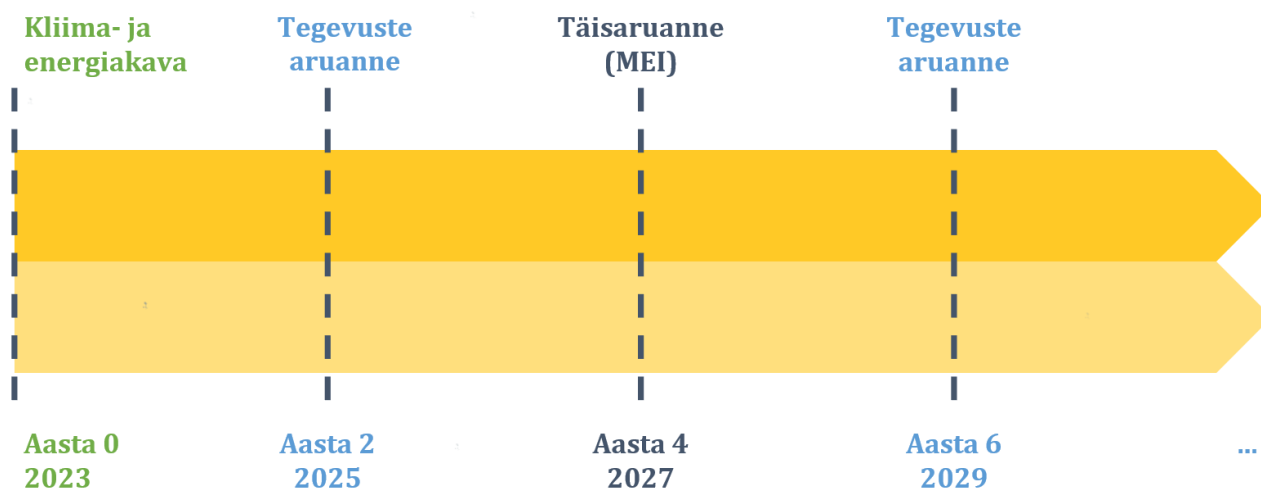 Kliima- ja
energiakava
Tegevuste
aruanne
Täisaruanne
(MEI)
Tegevuste
aruanne
Aasta 0
2023
Aasta 2
2025
Aasta 4
2027
Aasta 6
2029
...